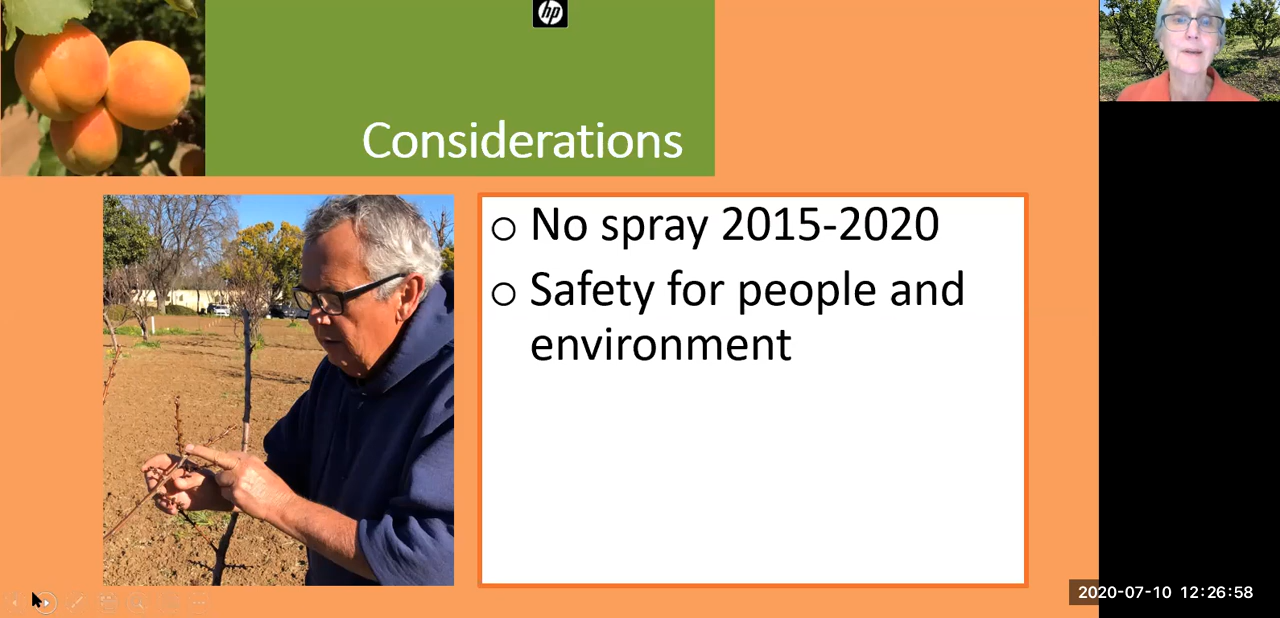 hp
Considerations
○ No spray 2015-2020
○ Safety for people and
environment
2020-07-10 12:26:58